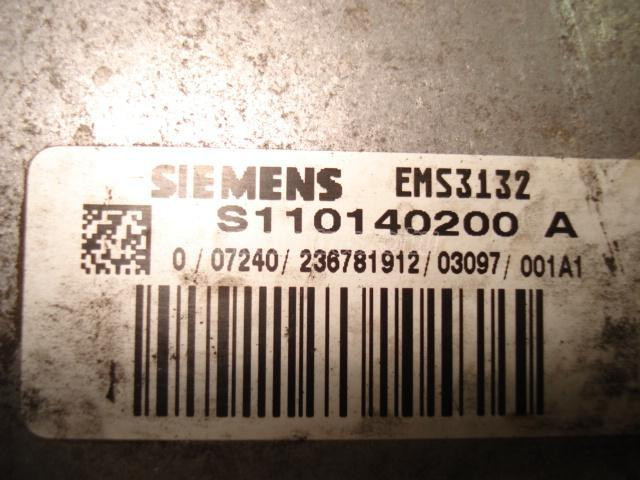 SIEMENS EMS3132
S110140200 A
0 / 07240 / 236781912 / 03097 / 001A1